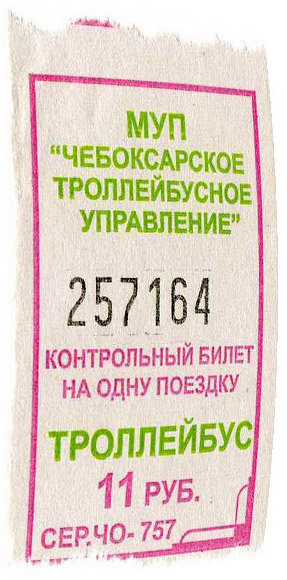 МУП
"ЧЕБОКСАРСКОЕ
ТРОЛЛЕЙБУСНОЕ
УПРАВЛЕНИЕ"
257164
КОНТРОЛЬНЫЙ БИЛЕТ
НА ОДНУ ПОЕЗДКУ
ТРОЛЛЕЙБУС
11 РУБ.
СЕР.ЧО- 757